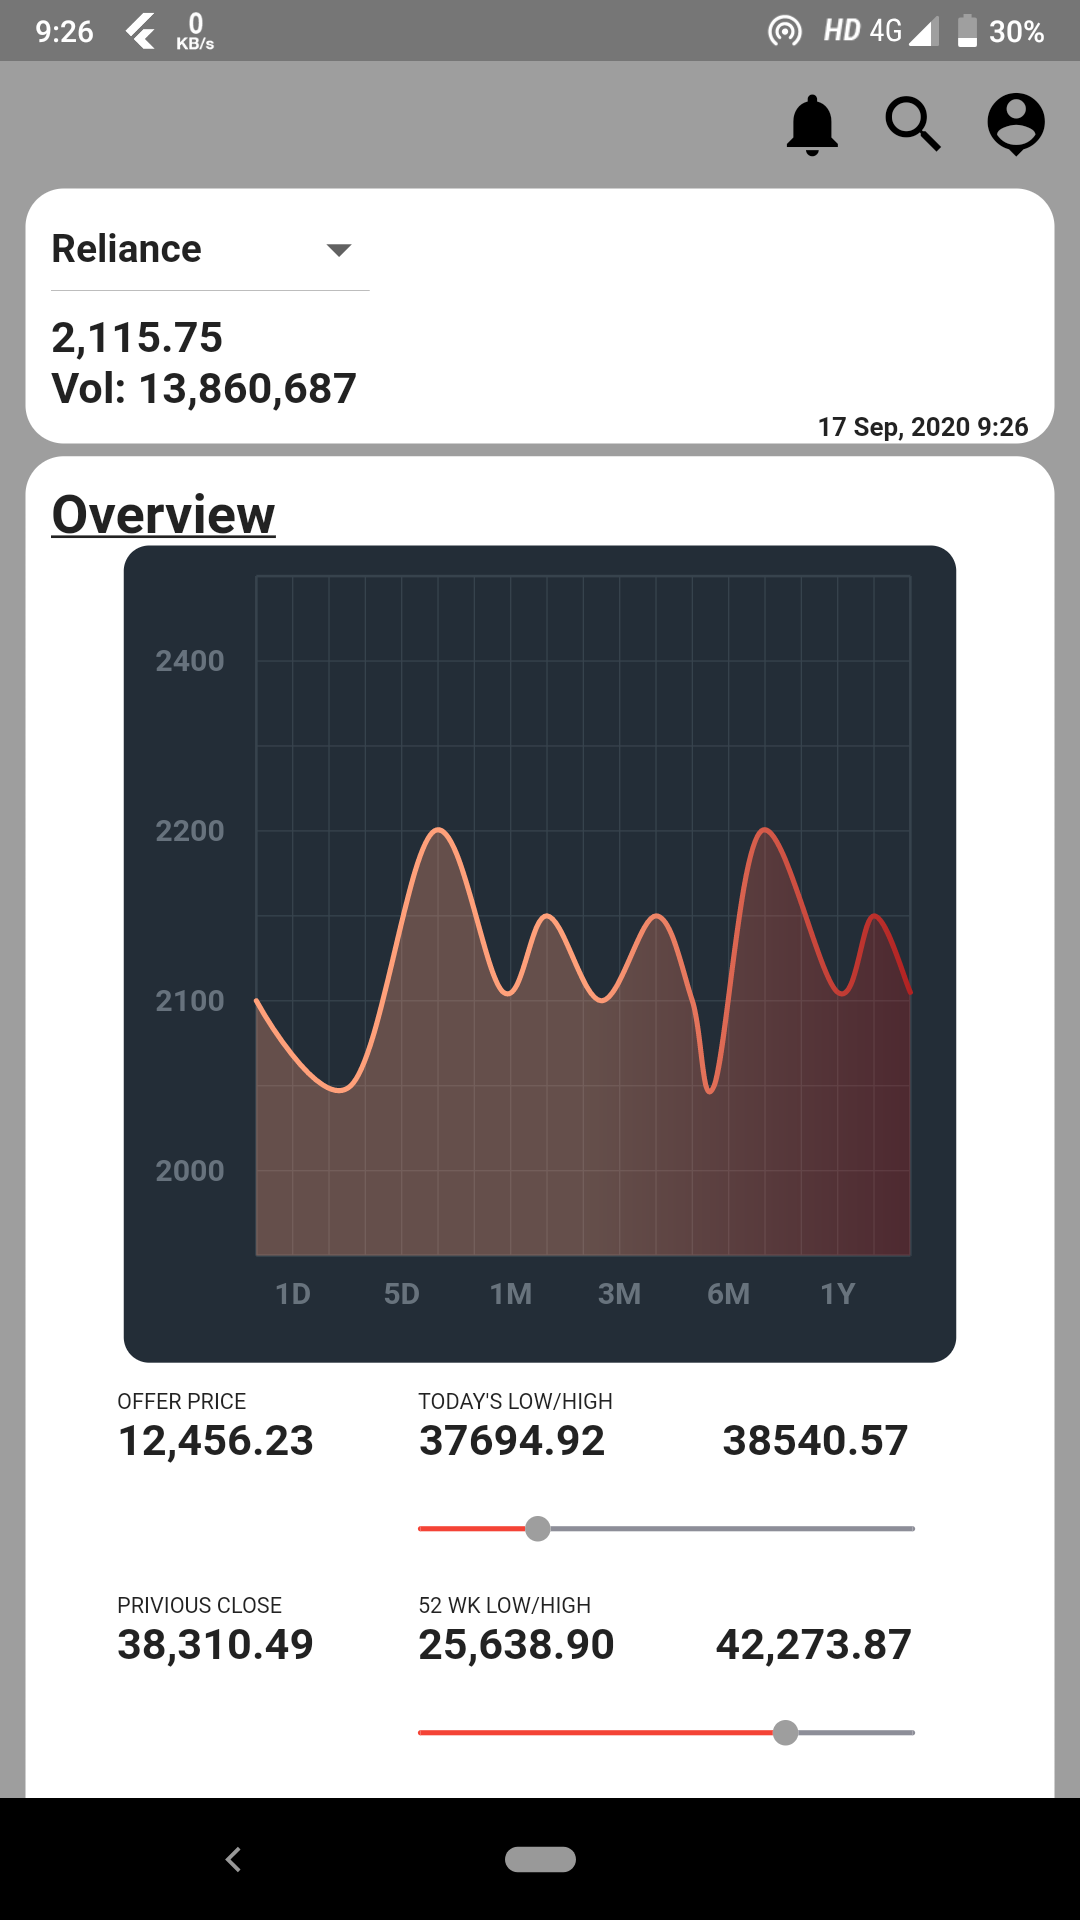 9:26 0 KB/s HD 4G 30%
Reliance
2,115.75
Vol: 13,860,687
17 Sep, 2020 9:26
Overview
2400
2200
2100
2000
1D 5D 1M 3M 6M 1Y
OFFER PRICE TODAY'S LOW/HIGH
12,456.23 37694.92 38540.57
PRIVIOUS CLOSE 52 WK LOW/HIGH
38,310.49 25,638.90 42,273.87